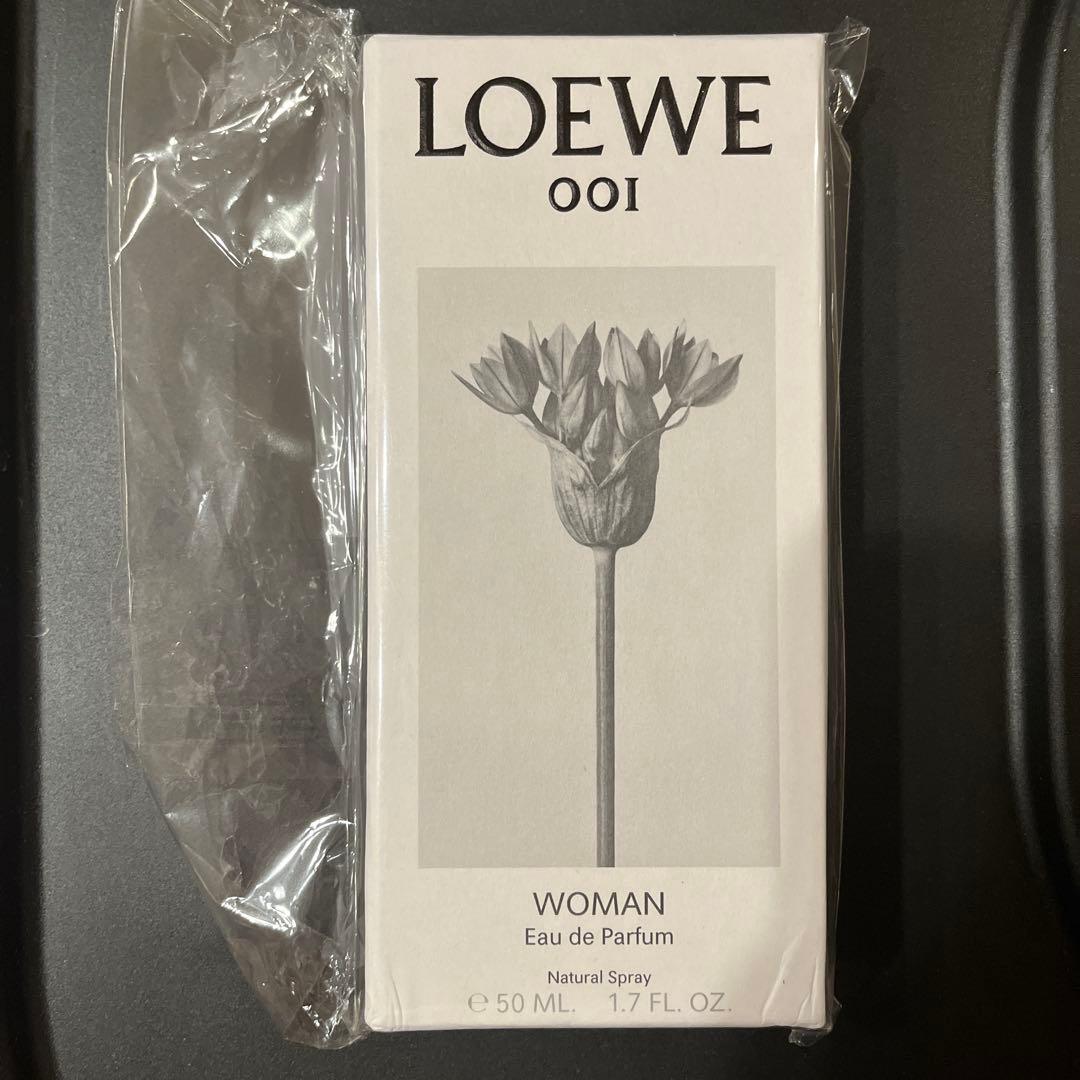 LOEWE
001
WOMAN
Eau de Parfum
Natural Spray
℮ 50 ML. 1.7 FL. OZ.